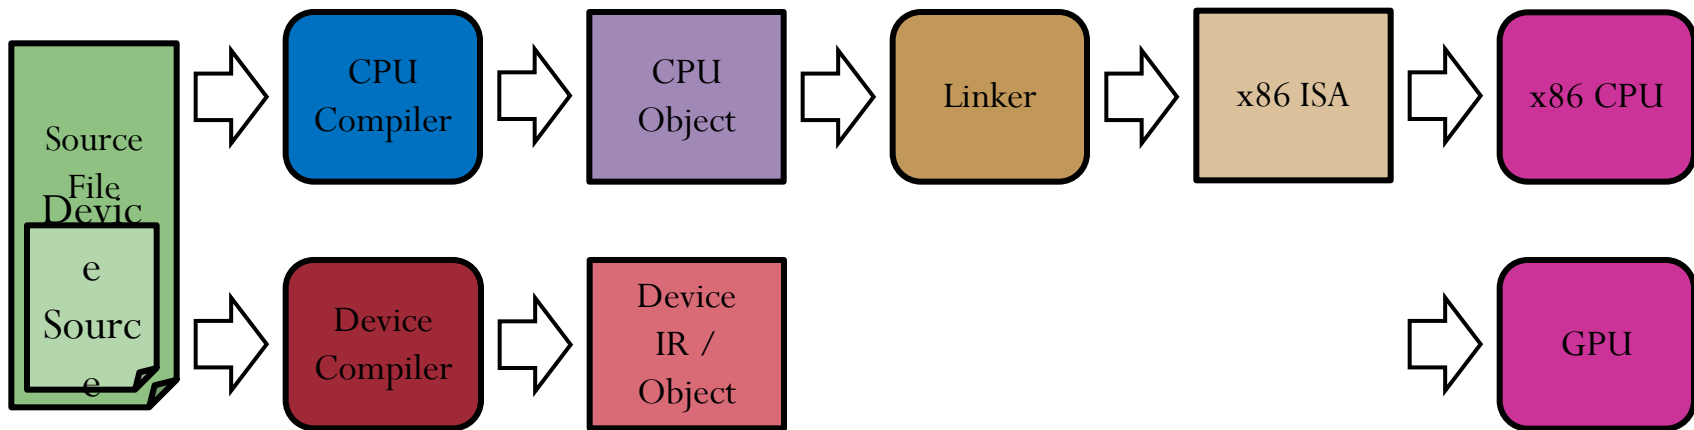 Source
File
Devic
e
Sourc
e
CPU
Compiler
CPU
Object
Linker
x86 ISA
x86 CPU
Device
Compiler
Device
IR /
Object
GPU